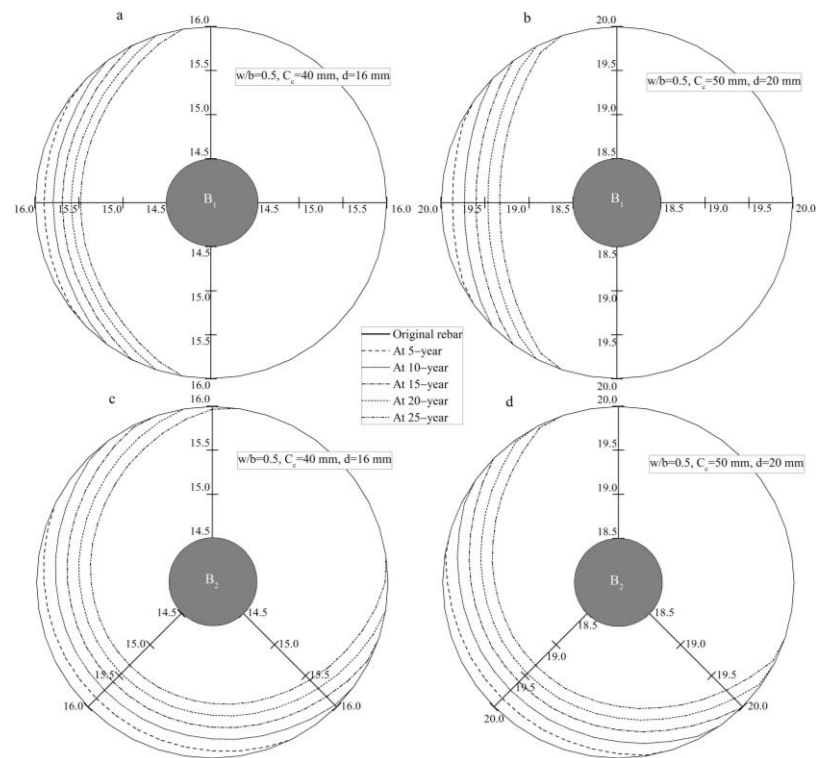 a
16.0
15.5
15.0
14.5
w/b=0.5, Cc=40 mm, d=16 mm
B1
16.0 15.5 15.0 14.5 14.5 15.0 15.5 16.0
14.5
15.0
15.5
16.0
b
20.0
19.5
19.0
18.5
w/b=0.5, Cc=50 mm, d=20 mm
B1
20.0 19.5 19.0 18.5 18.5 19.0 19.5 20.0
18.5
19.0
19.5
20.0
Original rebar
At 5−year
At 10−year
At 15−year
At 20−year
At 25−year
c
16.0
15.5
15.0
14.5
w/b=0.5, Cc=40 mm, d=16 mm
B2
14.5 14.5
15.0 15.0
15.5 15.5
16.0 16.0
d
20.0
19.5
19.0
18.5
w/b=0.5, Cc=50 mm, d=20 mm
B2
18.5 18.5
19.0 19.0
19.5 19.5
20.0 20.0